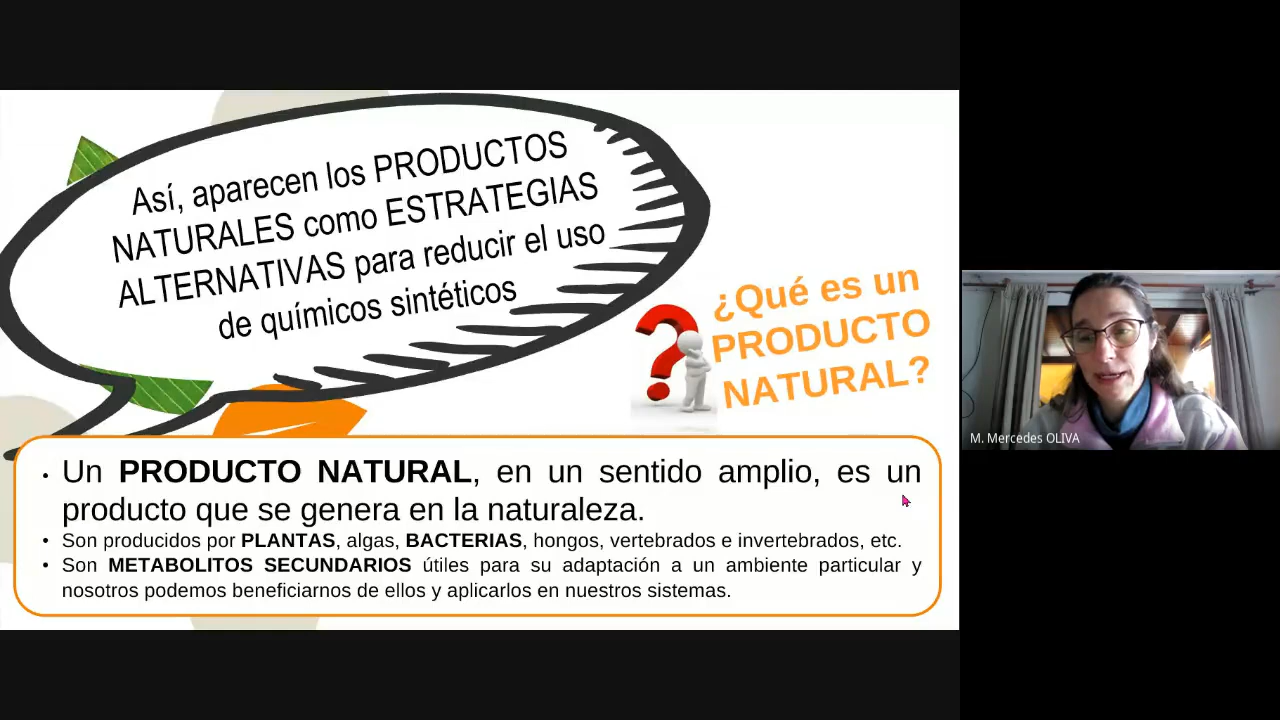 Así, aparecen los PRODUCTOS
NATURALES como ESTRATEGIAS
ALTERNATIVAS para reducir el uso
de químicos sintéticos
¿Qué es un
PRODUCTO
NATURAL?
• Un PRODUCTO NATURAL, en un sentido amplio, es un
producto que se genera en la naturaleza.
• Son producidos por PLANTAS, algas, BACTERIAS, hongos, vertebrados e invertebrados, etc.
• Son METABOLITOS SECUNDARIOS útiles para su adaptación a un ambiente particular y
nosotros podemos beneficiarnos de ellos y aplicarlos en nuestros sistemas.
M. Mercedes OLIVA